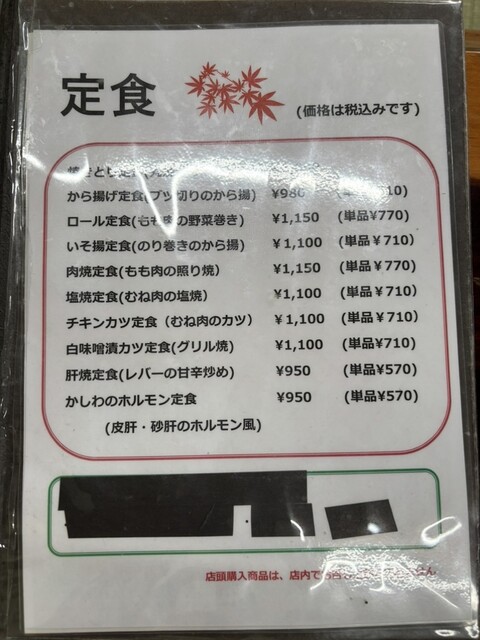 定食
(価格は税込みです)
から揚げ定食(ブツ切りのから揚) ¥980
ロール定食(もも肉の野菜巻き) ¥1,150 (単品¥770)
いそ揚定食(のり巻きのから揚) ¥1,100 (単品¥710)
肉焼定食(もも肉の照り焼) ¥1,150 (単品¥770)
塩焼定食(むね肉の塩焼) ¥1,100 (単品¥710)
チキンカツ定食(むね肉のカツ) ¥1,100 (単品¥710)
白味噌漬カツ定食(グリル焼) ¥1,100 (単品¥710)
肝焼定食(レバーの甘辛炒め) ¥950 (単品¥570)
かしわのホルモン定食 ¥950 (単品¥570)
(皮肝・砂肝のホルモン風)
店頭購入商品は、店内で